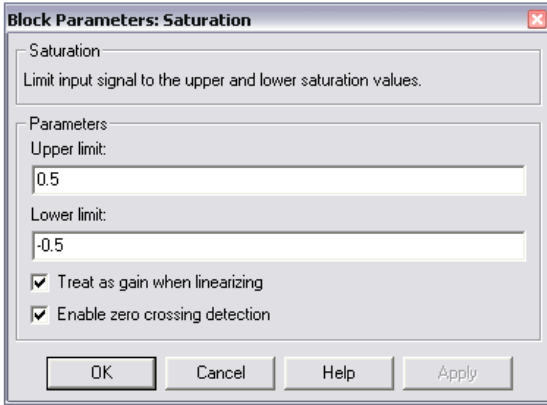 Block Parameters: Saturation
Saturation
Limit input signal to the upper and lower saturation values.
Parameters
Upper limit:
0.5
Lower limit:
-0.5
Treat as gain when linearizing
Enable zero crossing detection
OK Cancel Help Apply